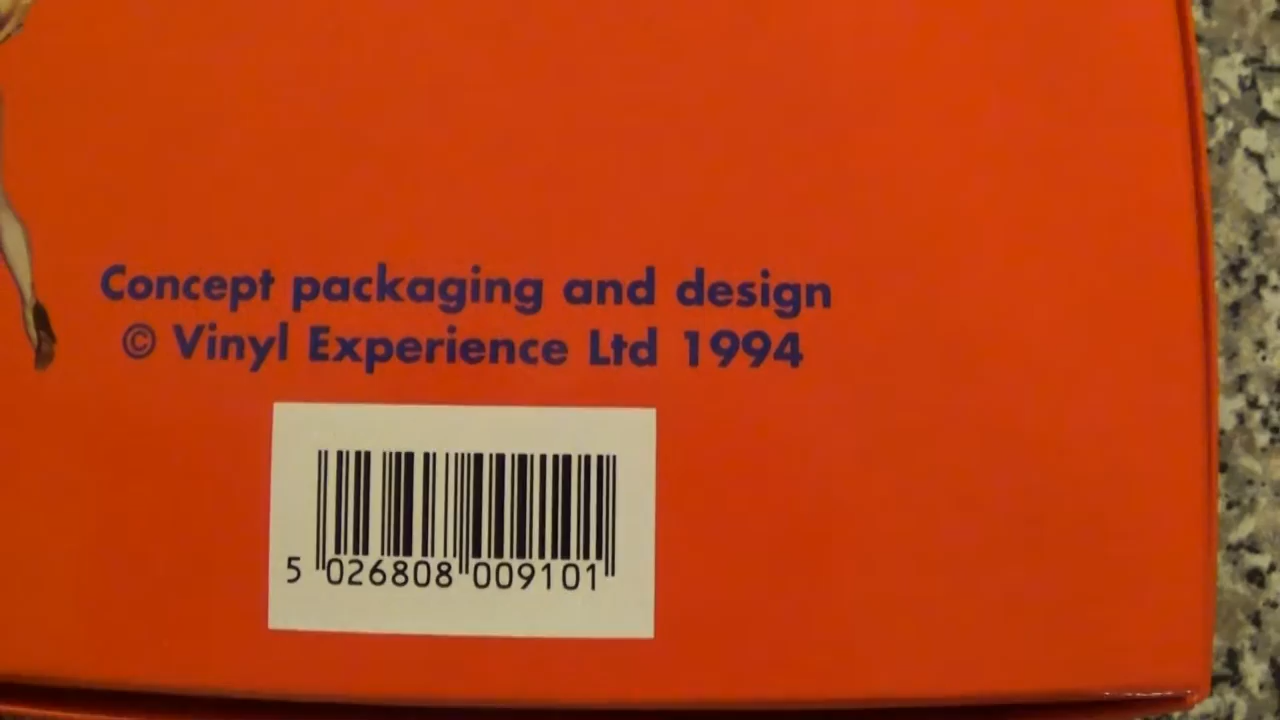 Concept packaging and design
© Vinyl Experience Ltd 1994
5 026808 009101